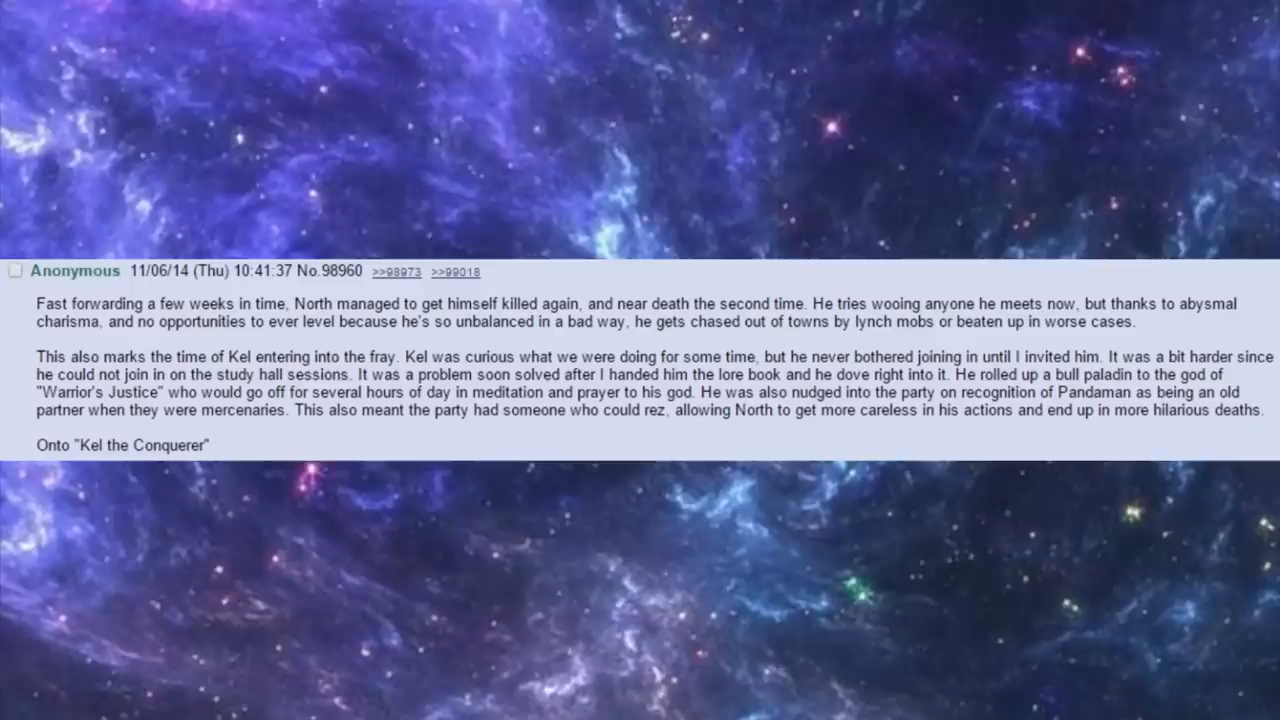 Anonymous 11/06/14 (Thu) 10:41:37 No.98960 >>98973 >>99018
Fast forwarding a few weeks in time, North managed to get himself killed again, and near death the second time. He tries wooing anyone he meets now, but thanks to abysmal
charisma, and no opportunities to ever level because he's so unbalanced in a bad way, he gets chased out of towns by lynch mobs or beaten up in worse cases.
This also marks the time of Kel entering into the fray. Kel was curious what we were doing for some time, but he never bothered joining in until I invited him. It was a bit harder since
he could not join in on the study hall sessions. It was a problem soon solved after I handed him the lore book and he dove right into it. He rolled up a bull paladin to the god of
"Warrior's Justice" who would go off for several hours of day in meditation and prayer to his god. He was also nudged into the party on recognition of Pandaman as being an old
partner when they were mercenaries. This also meant the party had someone who could rez, allowing North to get more careless in his actions and end up in more hilarious deaths.
Onto "Kel the Conquerer"